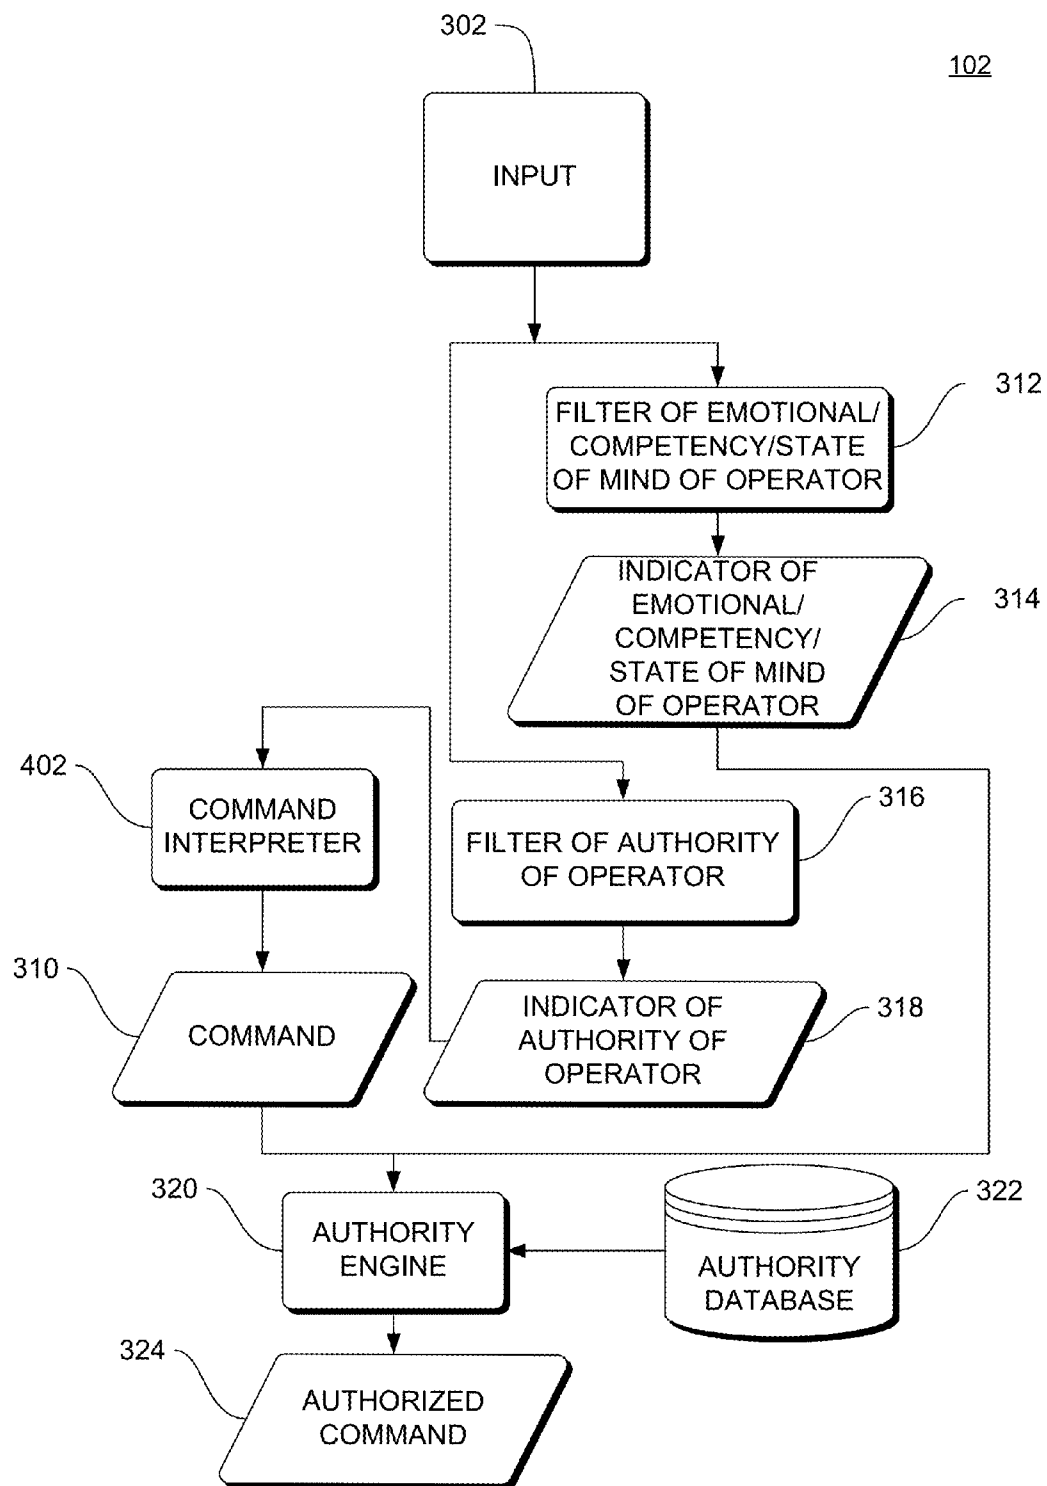 302
102
INPUT
312
FILTER OF EMOTIONAL/
COMPETENCY/STATE
OF MIND OF OPERATOR
INDICATOR OF
EMOTIONAL/
COMPETENCY/
STATE OF MIND
OF OPERATOR
314
402
COMMAND
INTERPRETER
316
FILTER OF AUTHORITY
OF OPERATOR
310
COMMAND
INDICATOR OF
AUTHORITY OF
OPERATOR
318
320
AUTHORITY
ENGINE
322
AUTHORITY
DATABASE
324
AUTHORIZED
COMMAND